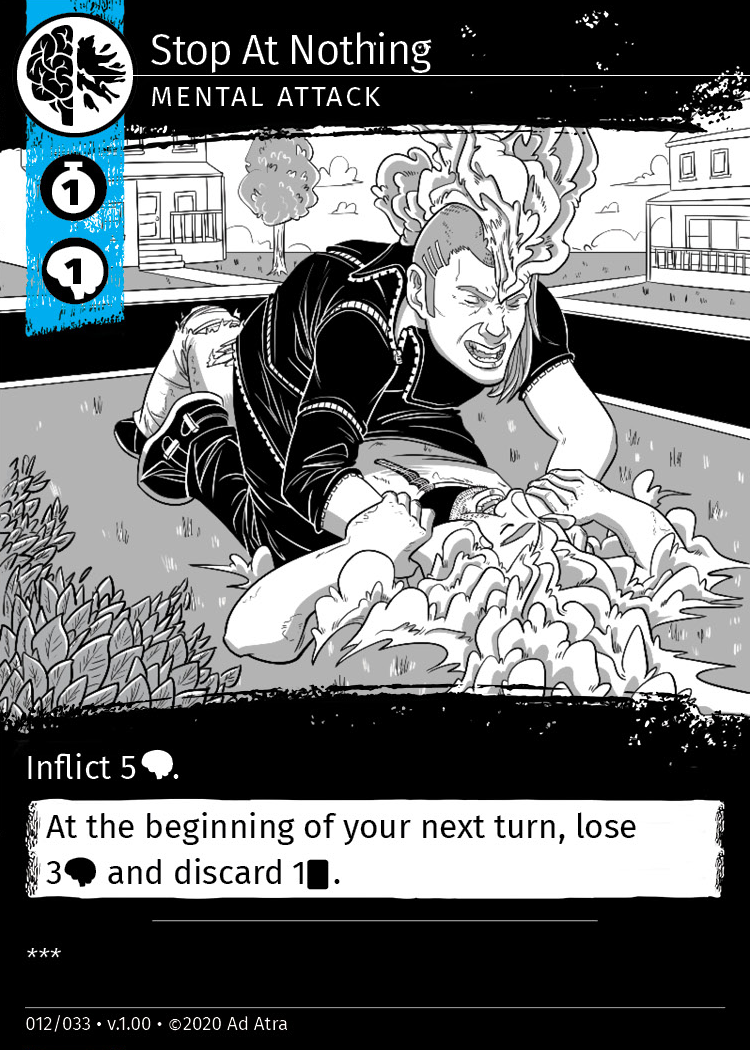 Stop At Nothing
MENTAL ATTACK
1
1
Inflict 5.
At the beginning of your next turn, lose
3 and discard 1.
***
012/033 • v.1.00 • ©2020 Ad Atra